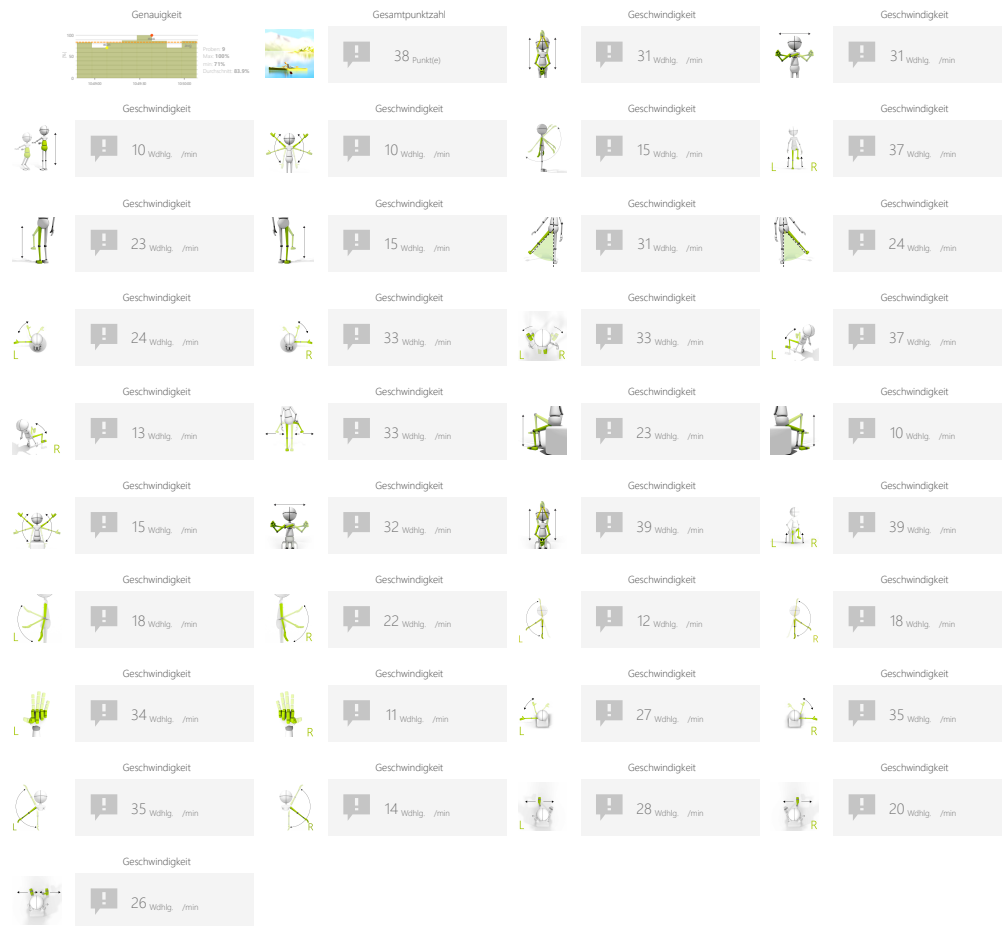 Genauigkeit Gesamtpunktzahl Geschwindigkeit Geschwindigkeit
100
50
0
(%)
Proben: 9
Max: 100%
min: 71%
Durchschnitt: 83.9%
38 Punkt(e) 31 Wdhlg. /min 31 Wdhlg. /min
Geschwindigkeit Geschwindigkeit Geschwindigkeit Geschwindigkeit
10 Wdhlg. /min 10 Wdhlg. /min 15 Wdhlg. /min L R 37 Wdhlg. /min
Geschwindigkeit Geschwindigkeit Geschwindigkeit Geschwindigkeit
23 Wdhlg. /min 15 Wdhlg. /min 31 Wdhlg. /min 24 Wdhlg. /min
Geschwindigkeit Geschwindigkeit Geschwindigkeit Geschwindigkeit
L 24 Wdhlg. /min R 33 Wdhlg. /min L R 33 Wdhlg. /min L 37 Wdhlg. /min
Geschwindigkeit Geschwindigkeit Geschwindigkeit Geschwindigkeit
R 13 Wdhlg. /min 33 Wdhlg. /min 23 Wdhlg. /min 10 Wdhlg. /min
Geschwindigkeit Geschwindigkeit Geschwindigkeit Geschwindigkeit
15 Wdhlg. /min 32 Wdhlg. /min 39 Wdhlg. /min L R 39 Wdhlg. /min
Geschwindigkeit Geschwindigkeit Geschwindigkeit Geschwindigkeit
L 18 Wdhlg. /min R 22 Wdhlg. /min L 12 Wdhlg. /min R 18 Wdhlg. /min
Geschwindigkeit Geschwindigkeit Geschwindigkeit Geschwindigkeit
L 34 Wdhlg. /min R 11 Wdhlg. /min L 27 Wdhlg. /min R 35 Wdhlg. /min
Geschwindigkeit Geschwindigkeit Geschwindigkeit Geschwindigkeit
L 35 Wdhlg. /min R 14 Wdhlg. /min L 28 Wdhlg. /min R 20 Wdhlg. /min
Geschwindigkeit
26 Wdhlg. /min